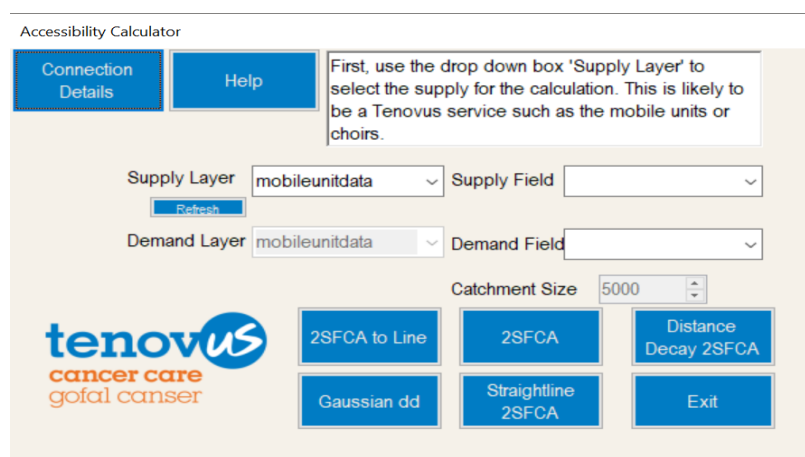 Accessibility Calculator
Connection
Details
Help
First, use the drop down box 'Supply Layer' to
select the supply for the calculation. This is likely to
be a Tenovus service such as the mobile units or
choirs.
Supply Layer
mobileunitdata
Supply Field
Refresh
Demand Layer
mobileunitdata
Demand Field
Catchment Size
5000
tenovus
cancer care
gofal canser
2SFCA to Line
2SFCA
Distance
Decay 2SFCA
Gaussian dd
Straightline
2SFCA
Exit